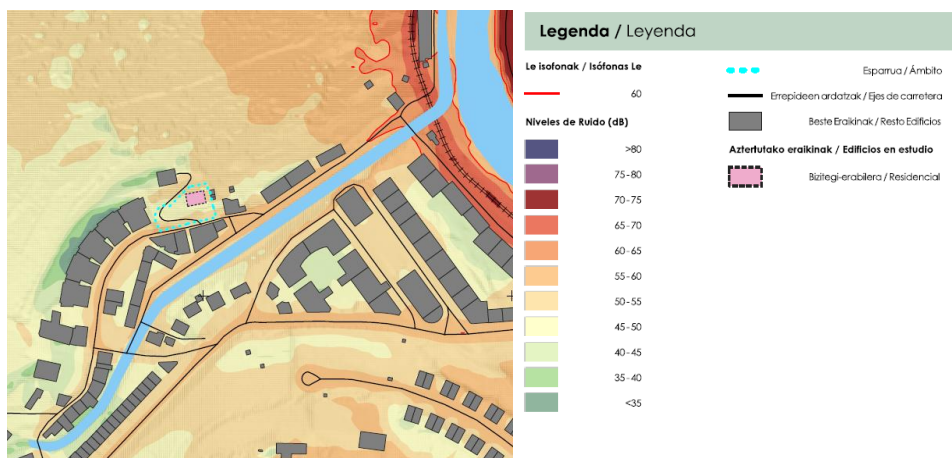 Legenda / Leyenda
Le isofonak / Isófonas Le
60
Niveles de Ruido (dB)
>80
75-80
70-75
65-70
60-65
55-60
50-55
45-50
40-45
35-40
<35
Esparrua / Ámbito
Errepideen ardatzak / Ejes de carretera
Beste Eraikinak / Resto Edificios
Aztertutako eraikinak / Edificios en estudio
Bizitegi-erabilera / Residencial